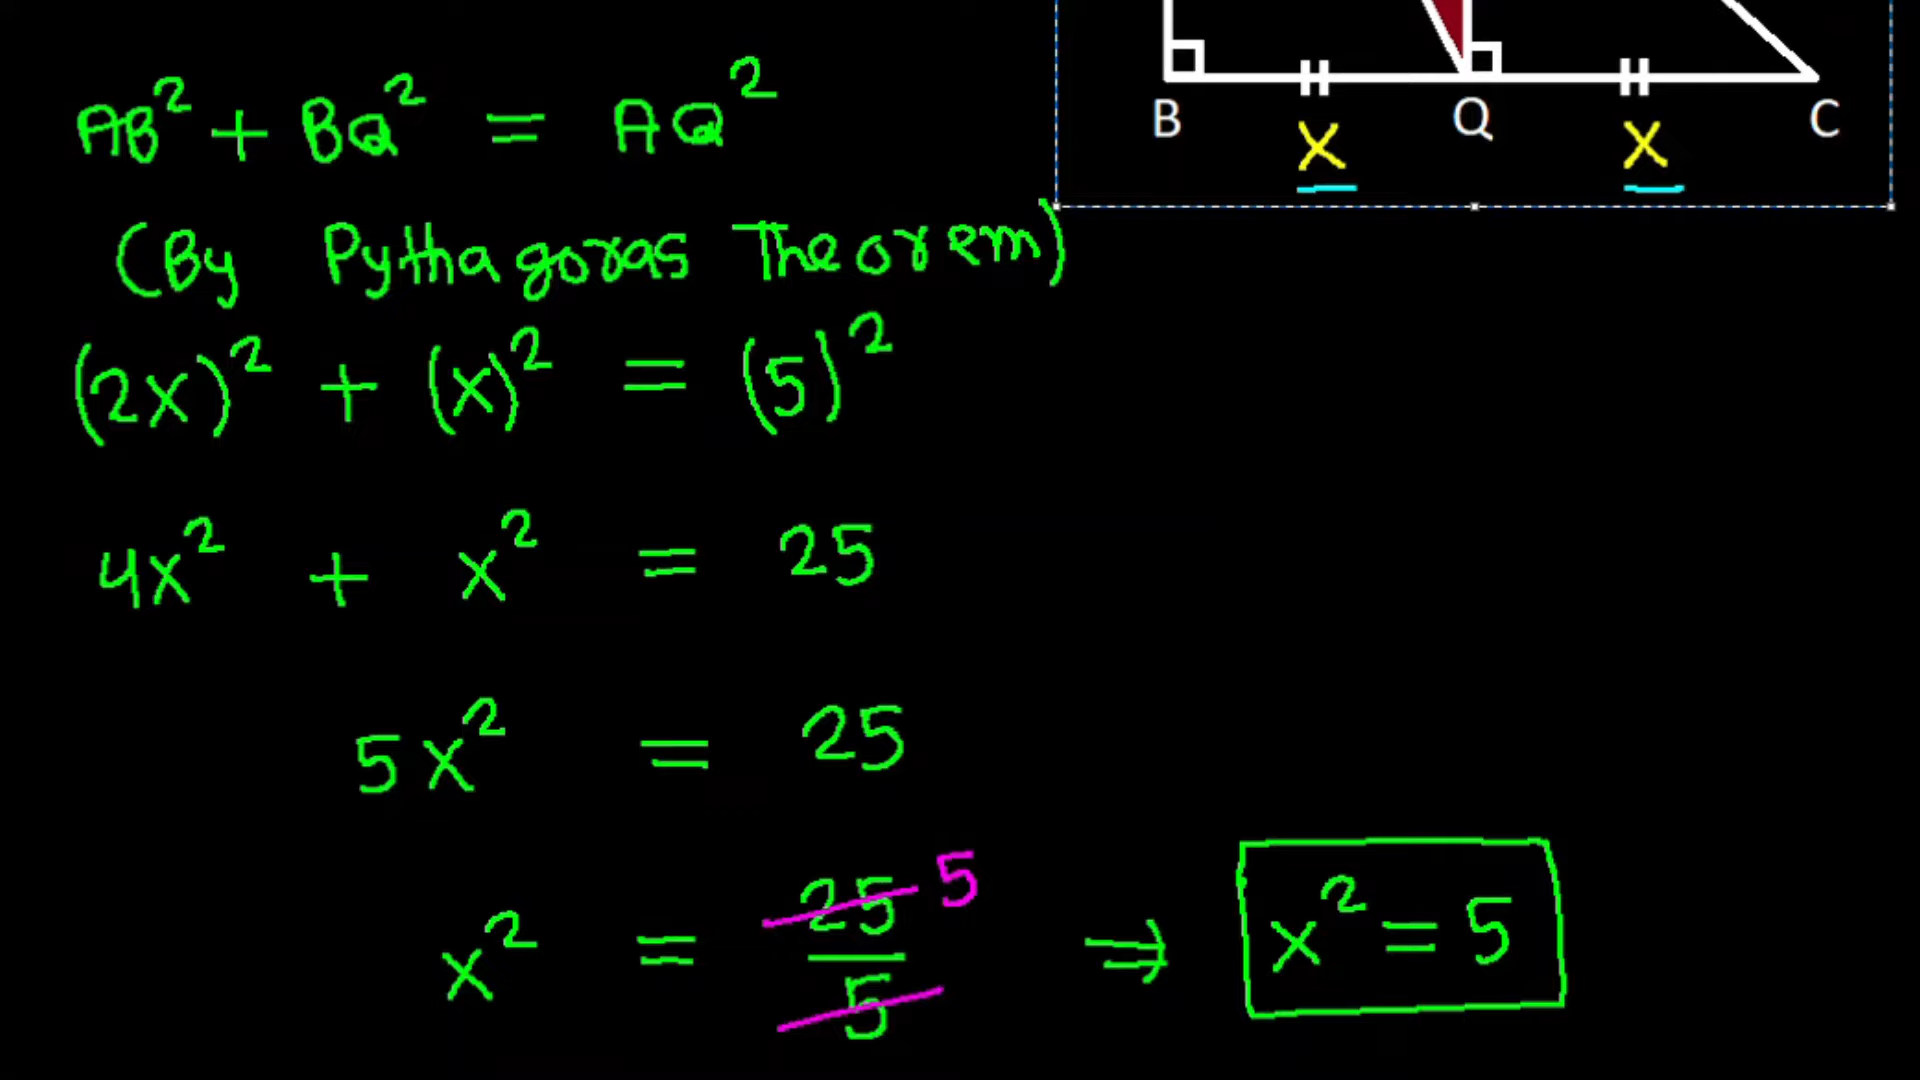 AB² + BQ² = AQ²
(By Pythagoras Theorem)
(2x)² + (x)² = (5)²
4x² + x² = 25
5x² = 25
x² = 25/5 5 ⇒ x² = 5
B Q C
x x